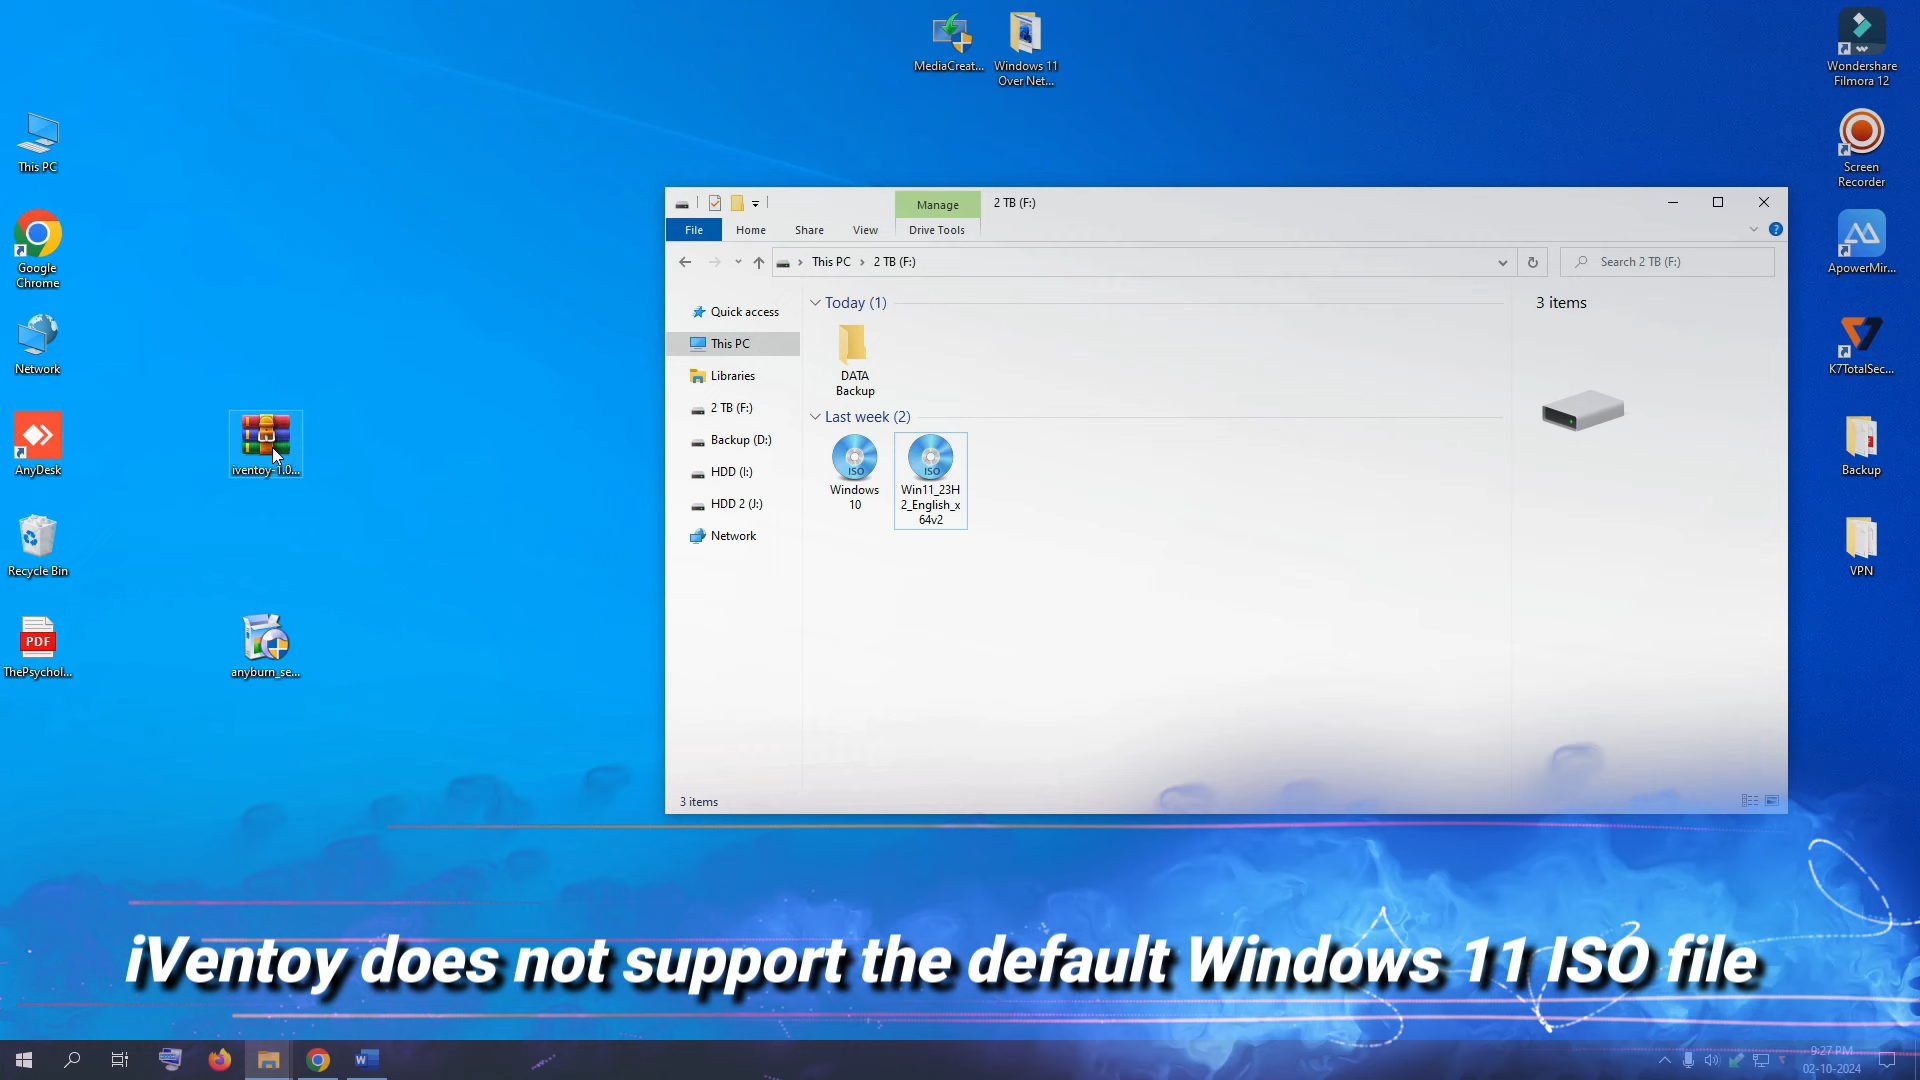 MediaCreat...
Windows 11
Over Net...
Wondershare
Filmora 12
This PC
Screen
Recorder
Google
Chrome
ApowerMir...
Network
K7TotalSec...
AnyDesk
iventoy-1.0...
Backup
Recycle Bin
VPN
PDF
ThePsychol...
anyburn_se...
Manage
2 TB (F:)
File
Home
Share
View
Drive Tools
This PC
2 TB (F:)
Search 2 TB (F:)
Quick access
This PC
Libraries
2 TB (F:)
Backup (D:)
HDD (I:)
HDD 2 (J:)
Network
Today (1)
DATA
Backup
Last week (2)
ISO
Windows
10
ISO
Win11_23H
2_English_x
64v2
3 items
3 items
iVentoy does not support the default Windows 11 ISO file
9:27 PM
02-10-2024